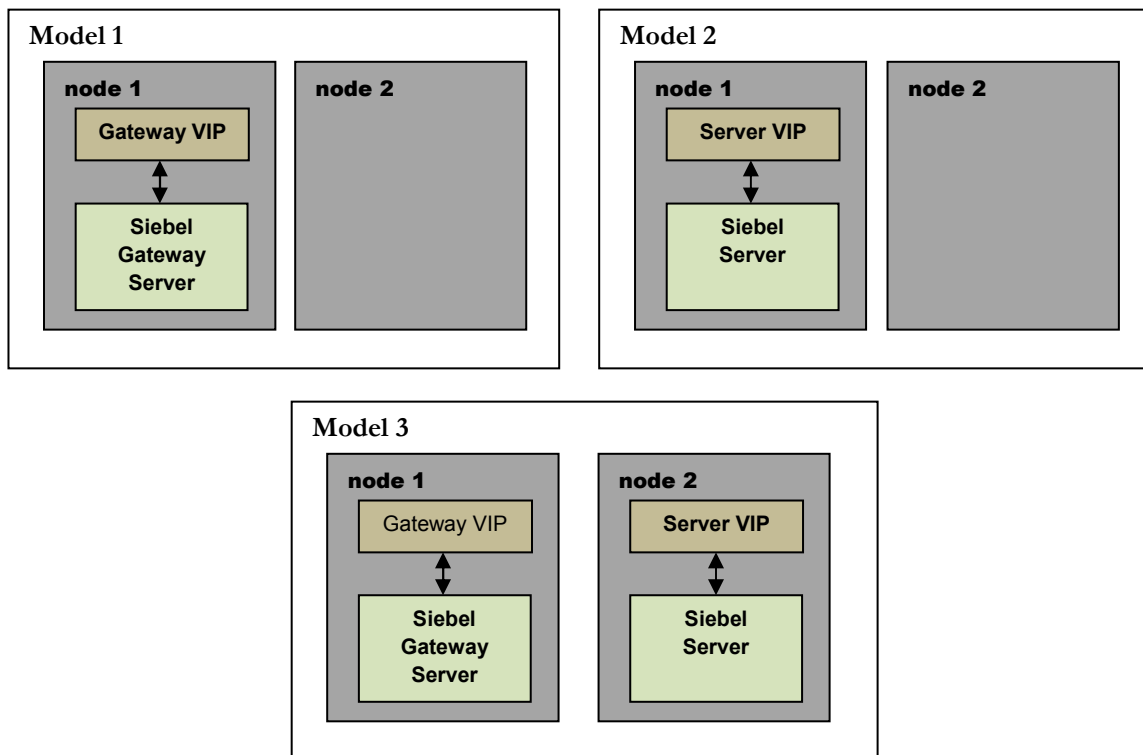 Model 1
node 1
Gateway VIP
Siebel
Gateway
Server
node 2
Model 2
node 1
Server VIP
Siebel
Server
node 2
Model 3
node 1
Gateway VIP
Siebel
Gateway
Server
node 2
Server VIP
Siebel
Server